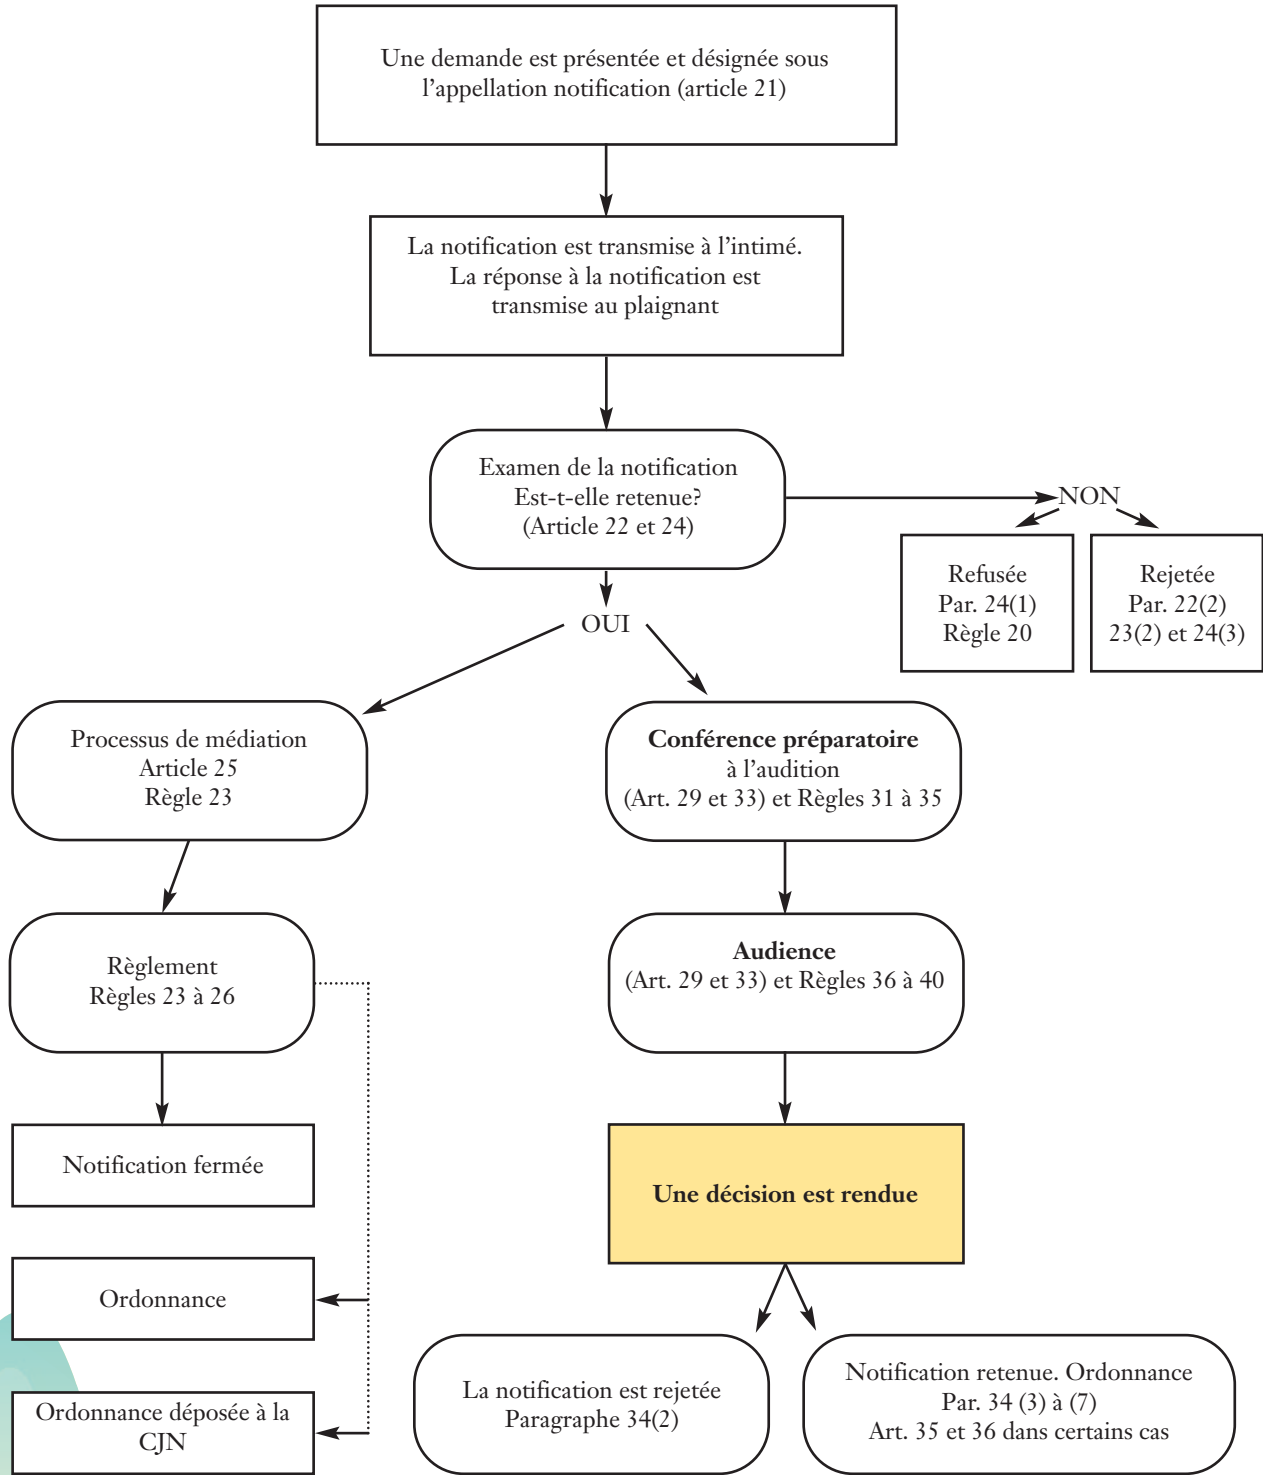 Une demande est présentée et désignée sous
l’appellation notification (article 21)
La notification est transmise à l’intimé.
La réponse à la notification est
transmise au plaignant
Examen de la notification
Est-t-elle retenue?
(Article 22 et 24)
NON
Refusée
Par. 24(1)
Règle 20
Rejetée
Par. 22(2)
23(2) et 24(3)
OUI
Processus de médiation
Article 25
Règle 23
Conférence préparatoire
à l’audition
(Art. 29 et 33) et Règles 31 à 35
Règlement
Règles 23 à 26
Audience
(Art. 29 et 33) et Règles 36 à 40
Notification fermée
Une décision est rendue
Ordonnance
Ordonnance déposée à la
CJN
La notification est rejetée
Paragraphe 34(2)
Notification retenue. Ordonnance
Par. 34 (3) à (7)
Art. 35 et 36 dans certains cas